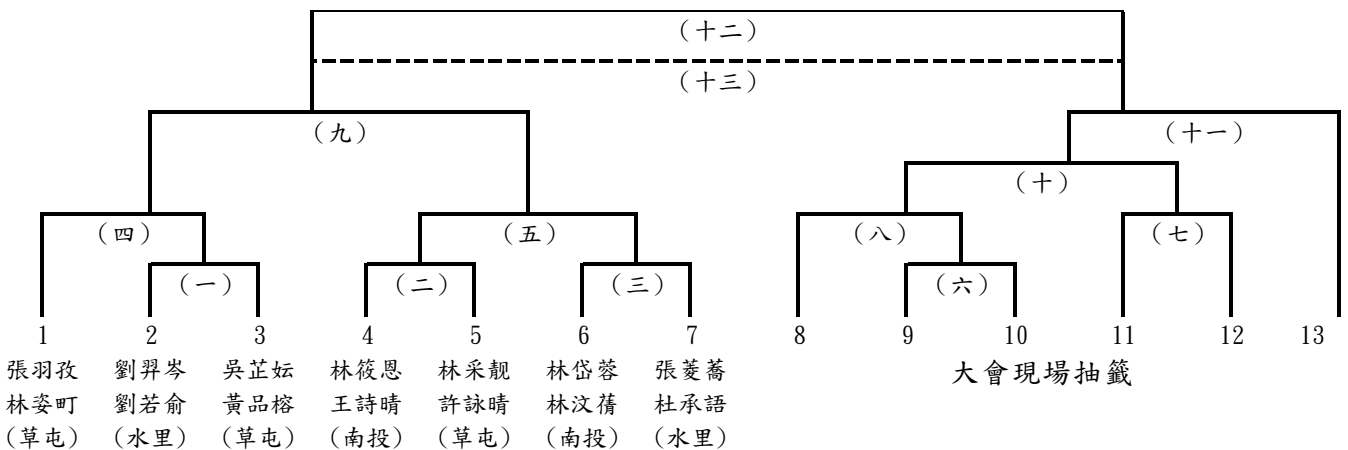 (十二)
(十三)
(九) (十一)
(十)
(四) (五) (八) (七)
(一) (二) (三) (六)
1 2 3 4 5 6 7 8 9 10 11 12 13
張羽孜 劉羿岑 吳芷妘 林筱恩 林采靓 林岱蓉 張菱蕎 大會現場抽籤
林姿町 劉若俞 黃品榕 王詩晴 許詠晴 林汶蒨 杜承語
(草屯) (水里) (草屯) (南投) (草屯) (南投) (水里)